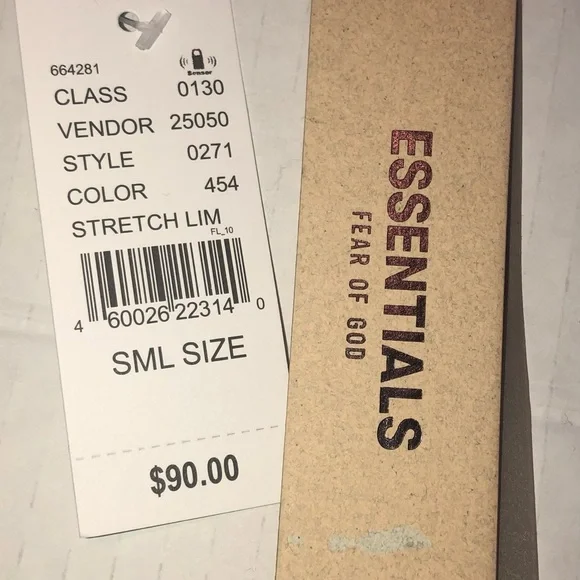 664281
Sensor
CLASS 0130
VENDOR 25050
STYLE 0271
COLOR 454
STRETCH LIM
FL_10
4 60026 22314 0
SML SIZE
$90.00
ESSENTIALS
FEAR OF GOD